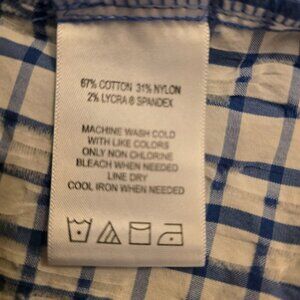 67% COTTON 31% NYLON
2% LYCRA ® SPANDEX
MACHINE WASH COLD
WITH LIKE COLORS
ONLY NON CHLORINE
BLEACH WHEN NEEDED
LINE DRY
COOL IRON WHEN NEEDED